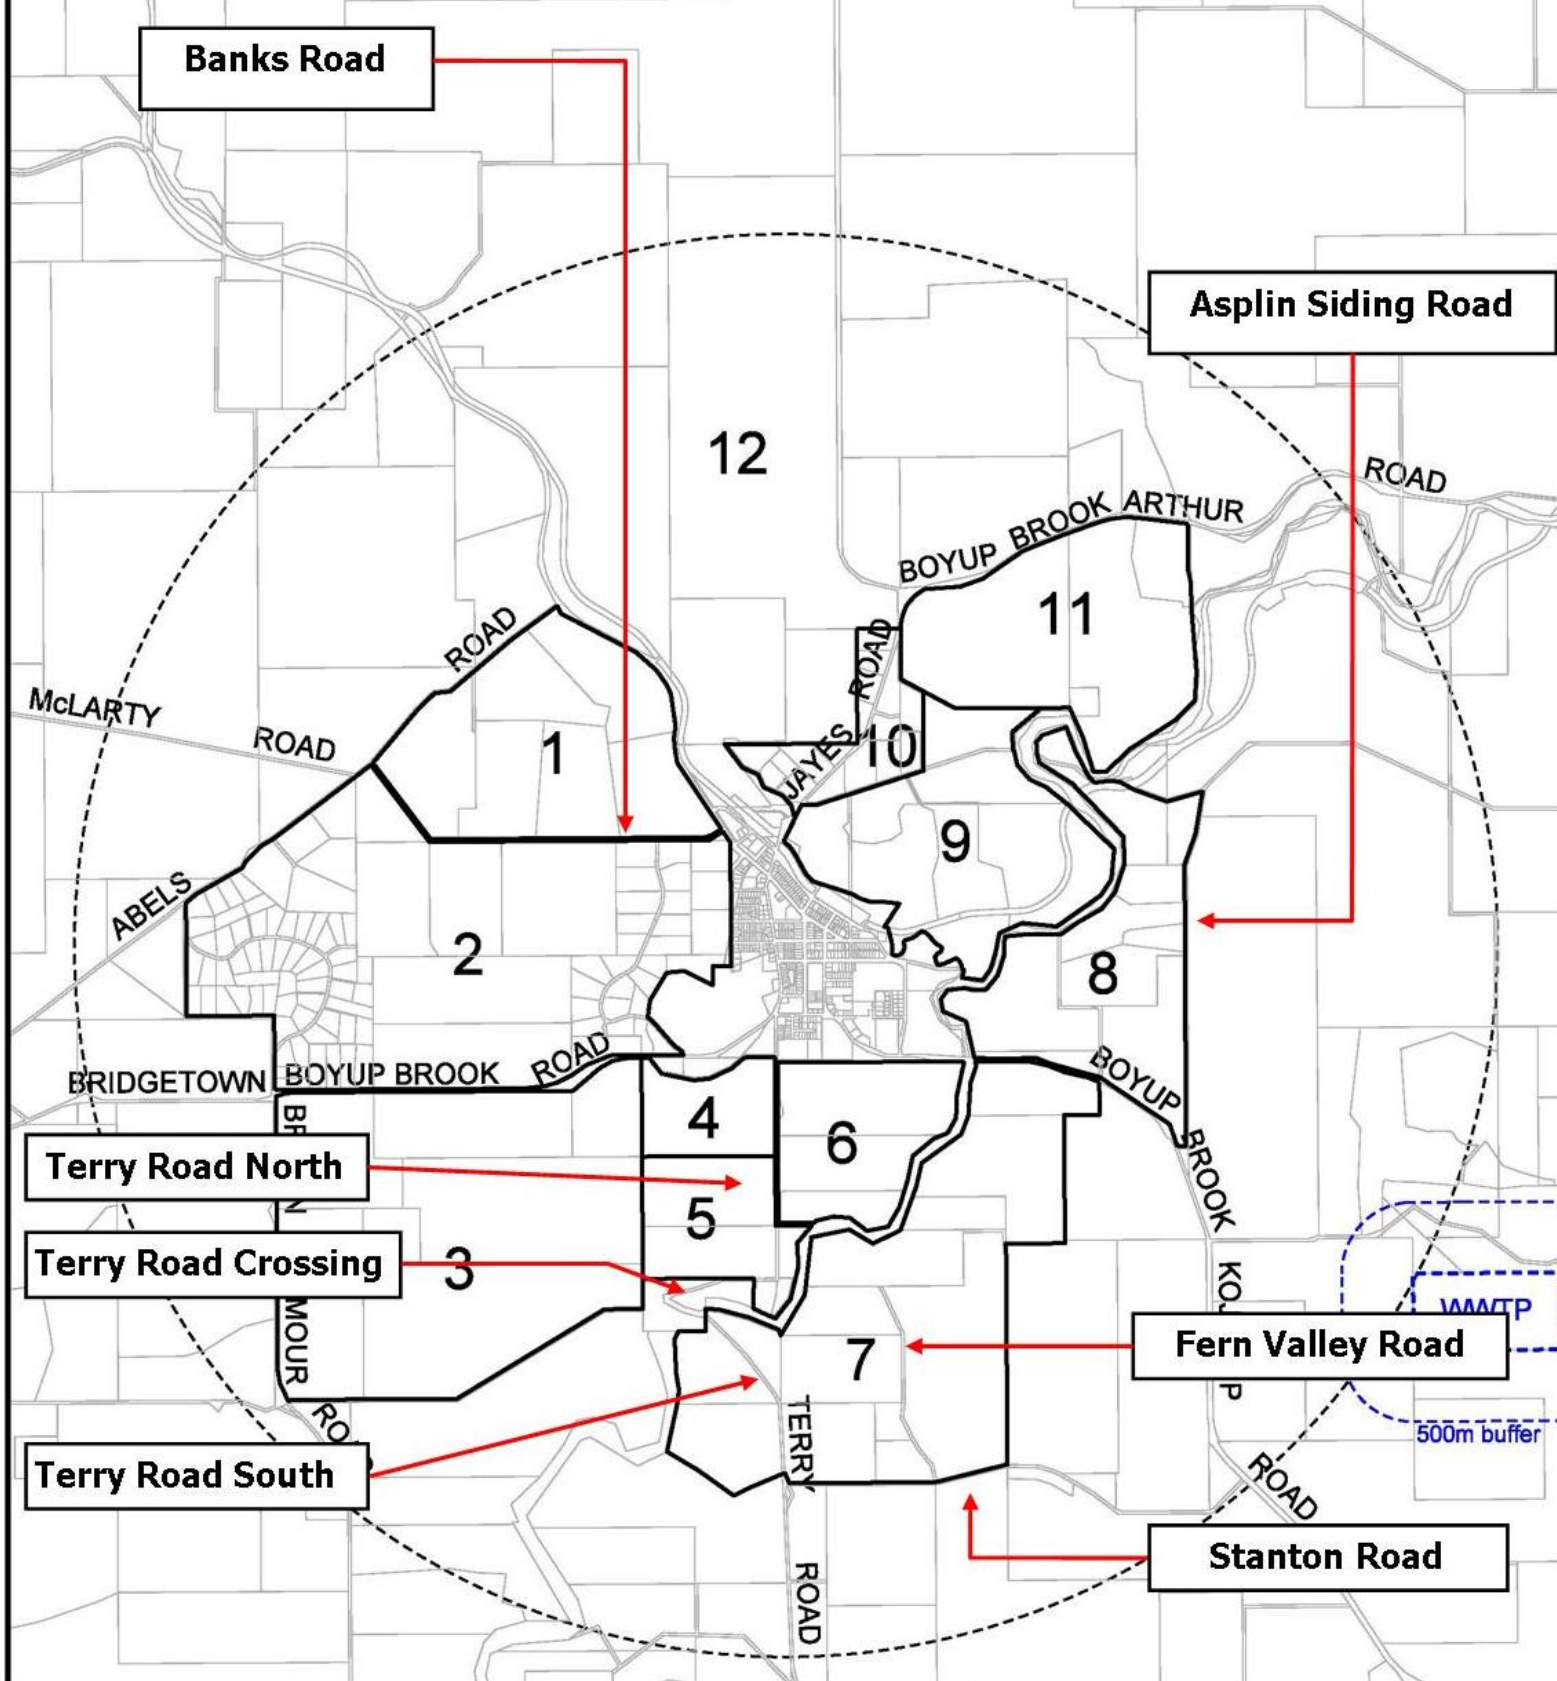 Banks Road
Asplin Siding Road
12
ROAD
BOYUP BROOK ARTHUR
11
ROAD
ROAD
McLARTY
ROAD
1
10
JAYES
9
ABELS
2
8
BRIDGETOWN
BOYUP BROOK
ROAD
BOYUP
4
6
Terry Road North
BROOK
5
Terry Road Crossing
3
WWTP
MOUR
Fern Valley Road
7
TERRY
500m buffer
Terry Road South
ROAD
Stanton Road
ROAD